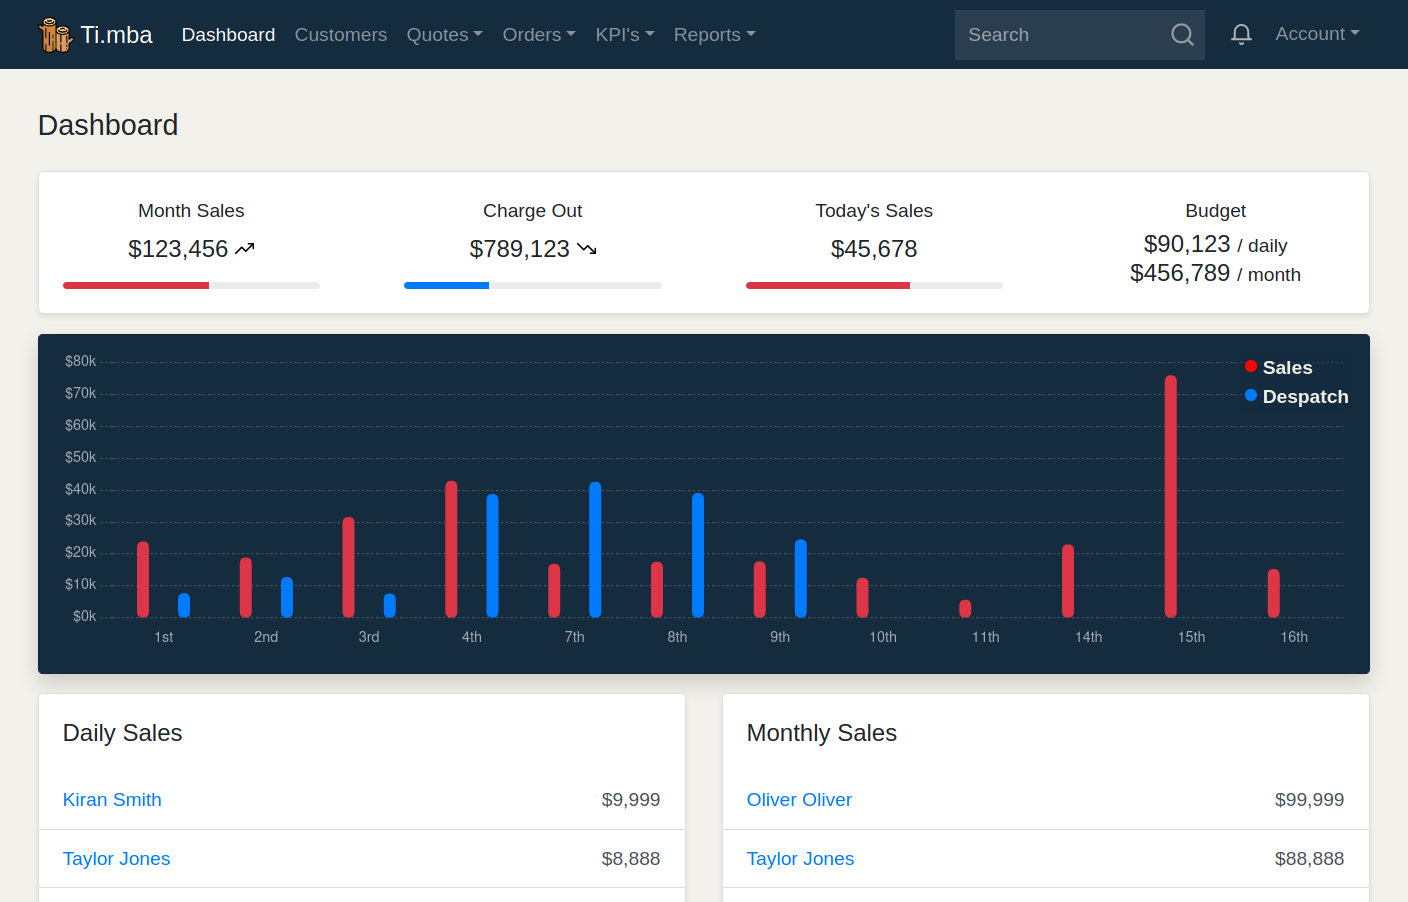 Ti.mba Dashboard Customers Quotes Orders KPI's Reports Search Account
Dashboard
Month Sales Charge Out Today's Sales Budget
$123,456 $789,123 $45,678 $90,123 / daily
$456,789 / month
$80k
$70k
$60k
$50k
$40k
$30k
$20k
$10k
$0k
Sales
Despatch
1st 2nd 3rd 4th 7th 8th 9th 10th 11th 14th 15th 16th
Daily Sales
Kiran Smith $9,999
Taylor Jones $8,888
Monthly Sales
Oliver Oliver $99,999
Taylor Jones $88,888